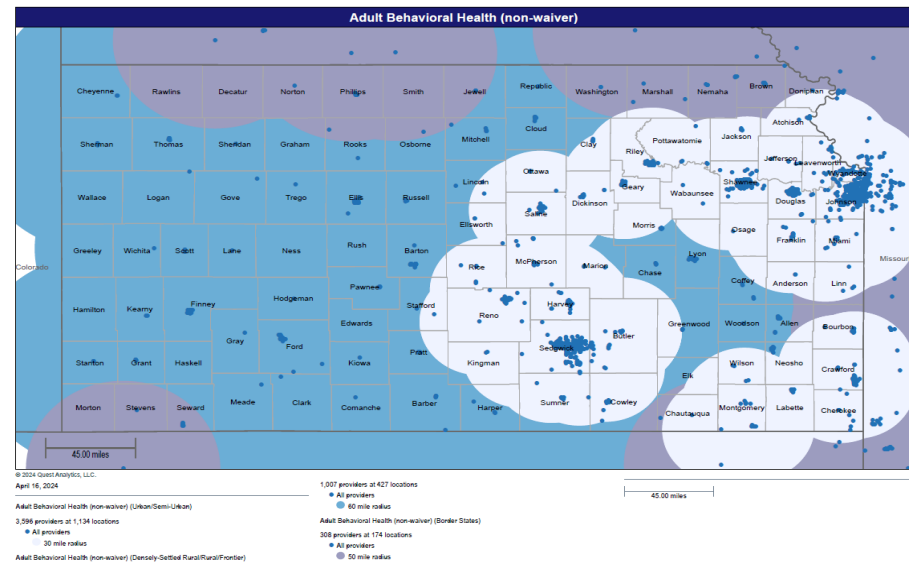 Adult Behavioral Health (non-waiver)
Cheyenne Rawlins Decatur Norton Phillips Smith Jewell Republic Washington Marshall Nemaha Brown Doniphan
Sherman Thomas Sheridan Graham Rooks Osborne Mitchell Cloud Clay Riley Pottawatomie Jackson Atchison
Jefferson Leavenworth
Wallace Logan Gove Trego Ellis Russell Lincoln Ottawa Dickinson Geary Wabaunsee Shawnee Douglas Johnson Wyandotte
Saline Ellsworth Morris Osage Franklin Miami
Greeley Wichita Scott Lane Ness Rush Barton Rice McPherson Marion Chase Lyon Coffey Anderson Linn
Colorado
Missouri
Hamilton Kearny Finney Hodgeman Pawnee Stafford Reno Harvey
Gray Ford Edwards Sedgwick Butler Greenwood Woodson Allen Bourbon
Stanton Grant Haskell Kiowa Pratt Kingman Elk Wilson Neosho Crawford
Morton Stevens Seward Meade Clark Comanche Barber Harper Sumner Cowley Chautauqua Montgomery Labette Cherokee
45.00 miles
© 2024 Quest Analytics, LLC.
April 16, 2024
Adult Behavioral Health (non-waiver) (Urban/Semi-Urban)
3,596 providers at 1,134 locations
All providers
30 mile radius
Adult Behavioral Health (non-waiver) (Densely-Settled Rural/Rural/Frontier)
1,007 providers at 427 locations
All providers
60 mile radius
Adult Behavioral Health (non-waiver) (Border States)
308 providers at 174 locations
All providers
50 mile radius
45.00 miles